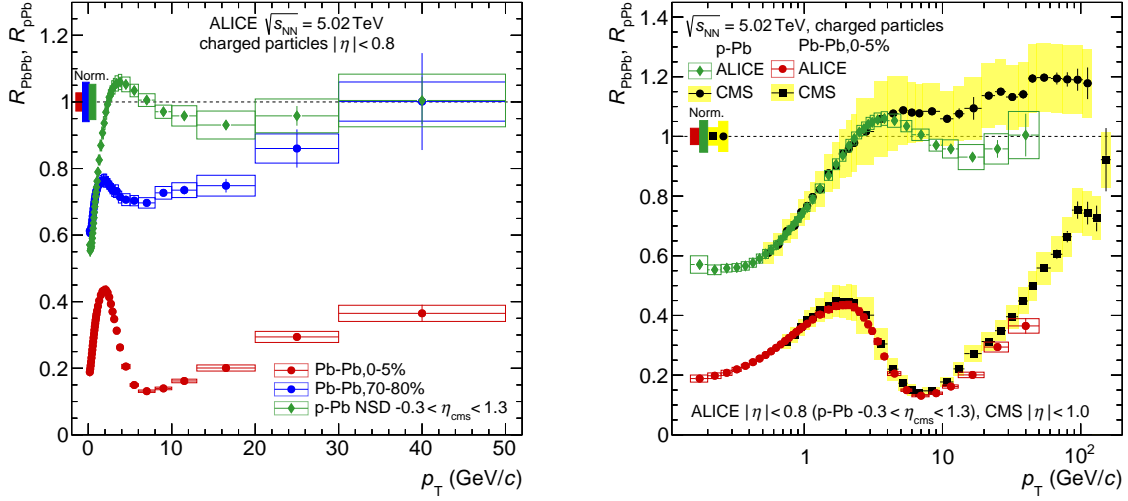 R_PbPb, R_pPb
1.2
1
0.8
0.6
0.4
0.2
0
ALICE √s_NN = 5.02 TeV
charged particles |η| < 0.8
Norm.
Pb-Pb, 0-5%
Pb-Pb, 70-80%
p-Pb NSD -0.3 < η_cms < 1.3
0 10 20 30 40 50
p_T (GeV/c)
R_PbPb, R_pPb
1.4
1.2
1
0.8
0.6
0.4
0.2
0
√s_NN = 5.02 TeV, charged particles
p-Pb Pb-Pb, 0-5%
ALICE ALICE
CMS CMS
Norm.
ALICE |η| < 0.8 (p-Pb -0.3 < η_cms < 1.3), CMS |η| < 1.0
1 10 10²
p_T (GeV/c)